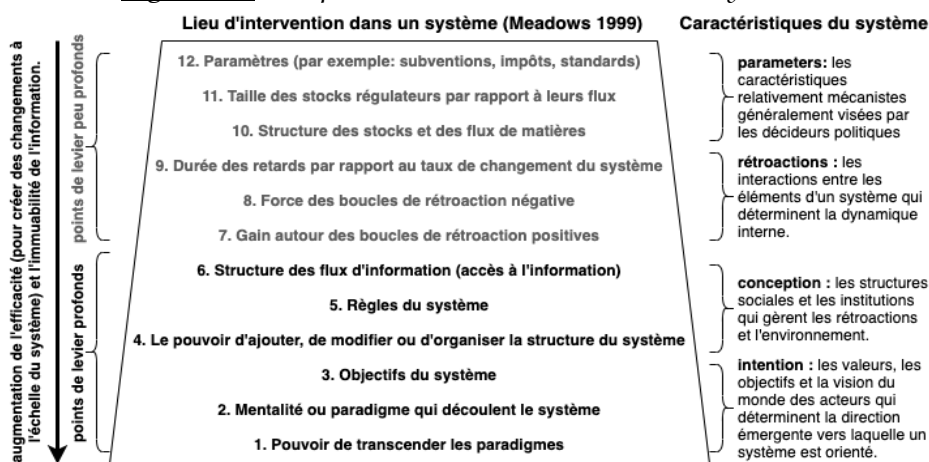 Lieu d'intervention dans un système (Meadows 1999)
Caractéristiques du système
augmentation de l'efficacité (pour créer des changements à
l'échelle du système) et l'immuabilité de l'information.
points de levier peu profonds
points de levier profonds
12. Paramètres (par exemple: subventions, impôts, standards)
11. Taille des stocks régulateurs par rapport à leurs flux
10. Structure des stocks et des flux de matières
9. Durée des retards par rapport au taux de changement du système
8. Force des boucles de rétroaction négative
7. Gain autour des boucles de rétroaction positives
6. Structure des flux d'information (accès à l'information)
5. Règles du système
4. Le pouvoir d'ajouter, de modifier ou d'organiser la structure du système
3. Objectifs du système
2. Mentalité ou paradigme qui découlent le système
1. Pouvoir de transcender les paradigmes
parameters: les
caractéristiques
relativement mécanistes
généralement visées par
les décideurs politiques
rétroactions : les
interactions entre les
éléments d'un système qui
déterminent la dynamique
interne.
conception : les structures
sociales et les institutions
qui gèrent les rétroactions
et l'environnement.
intention : les valeurs, les
objectifs et la vision du
monde des acteurs qui
déterminent la direction
émergente vers laquelle un
système est orienté.